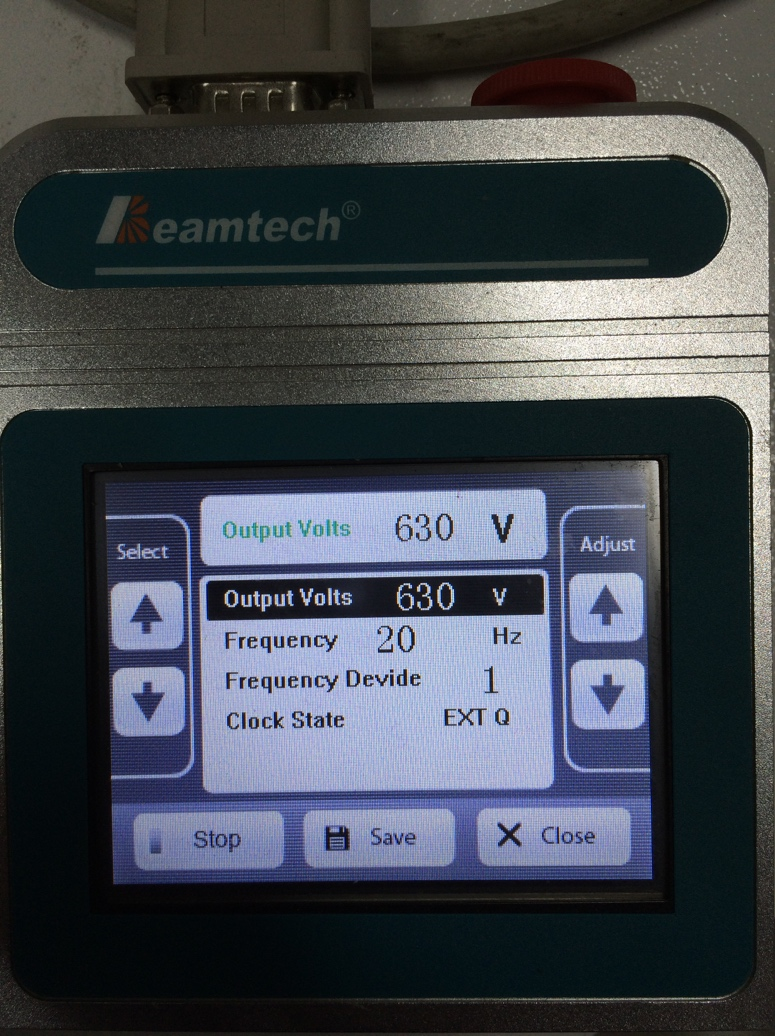 Beamtech®
Output Volts 630 V
Select
Adjust
Output Volts 630 V
Frequency 20 Hz
Frequency Devide 1
Clock State EXT Q
Stop
Save
Close